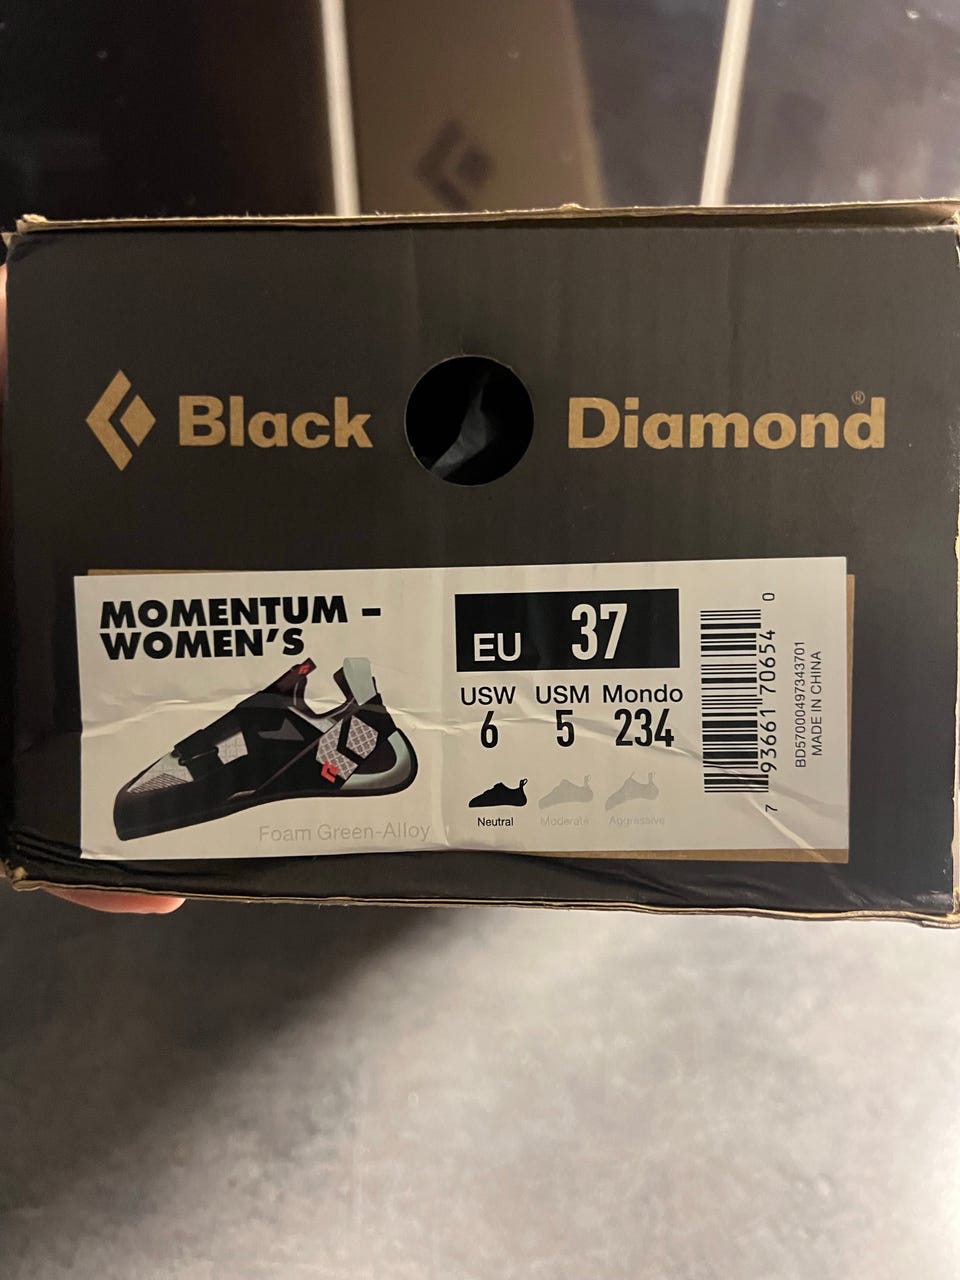 Black Diamond®
MOMENTUM –
WOMEN'S
Foam Green-Alloy
EU 37
USW USM Mondo
6 5 234
Neutral Moderate Aggressive
7 93661 70654 0
BD57000497343701
MADE IN CHINA